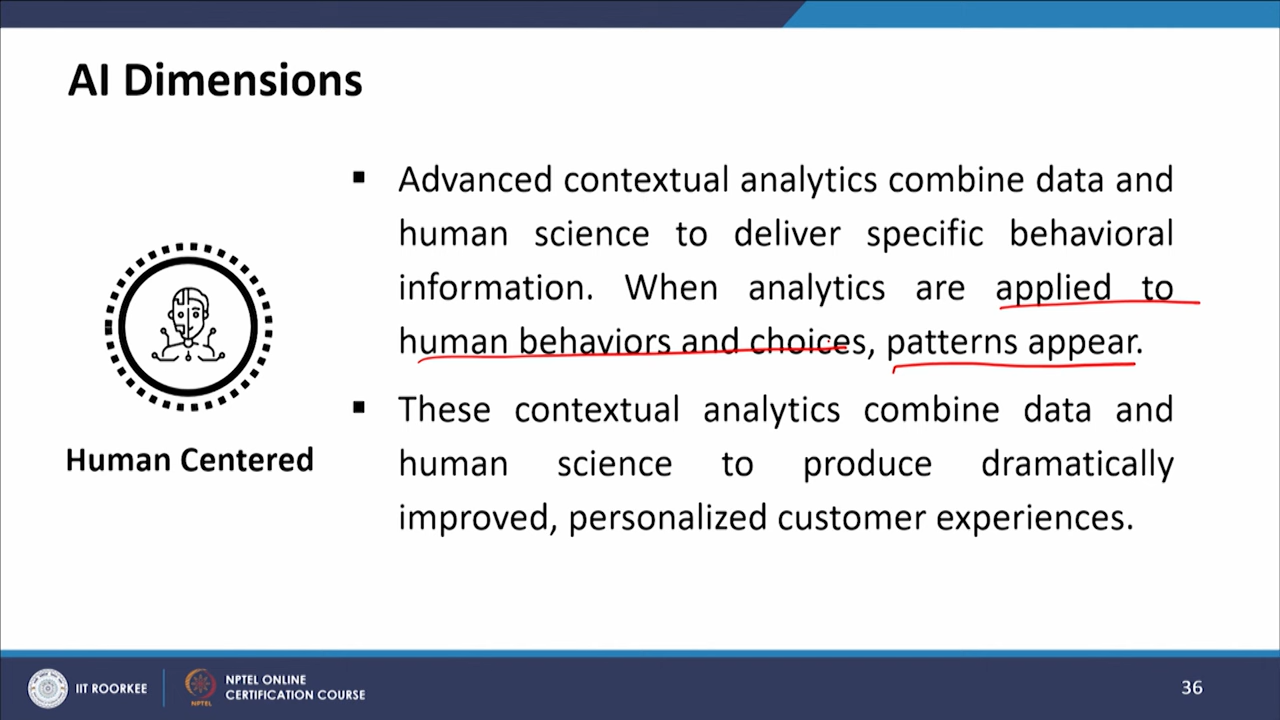 AI Dimensions
▪ Advanced contextual analytics combine data and
human science to deliver specific behavioral
information. When analytics are applied to
human behaviors and choices, patterns appear.
▪ These contextual analytics combine data and
human science to produce dramatically
improved, personalized customer experiences.
Human Centered
IIT ROORKEE
NPTEL
NPTEL ONLINE
CERTIFICATION COURSE
36